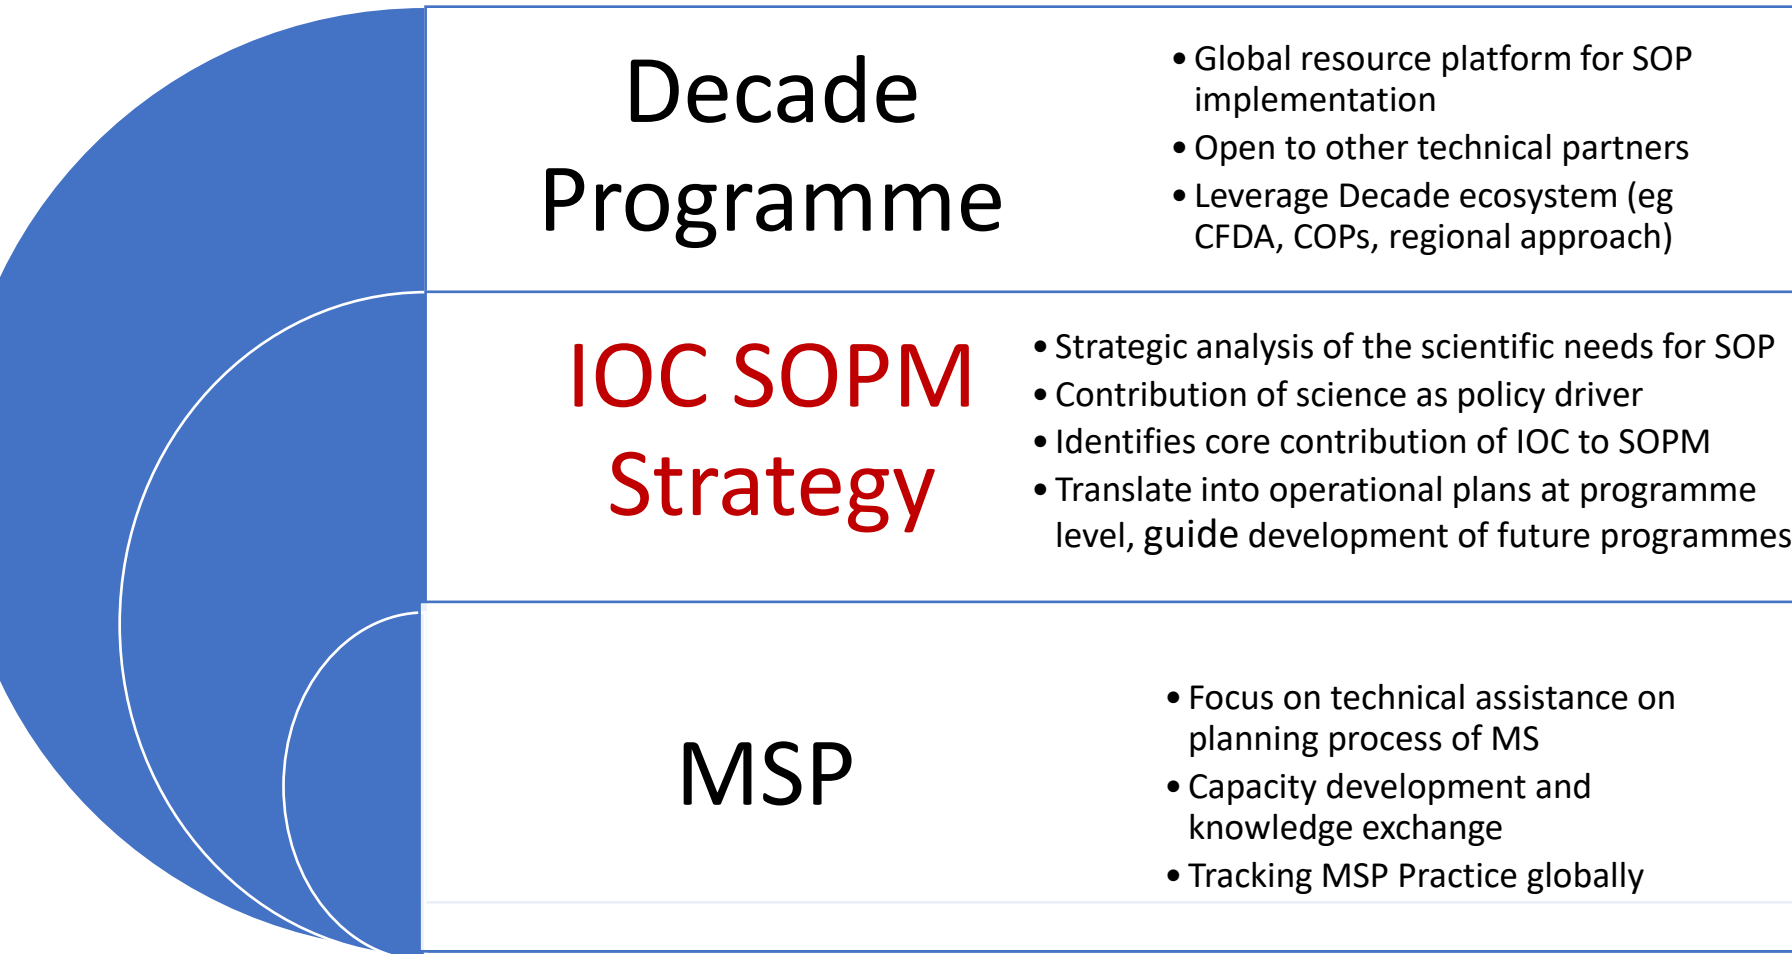 Decade
Programme
• Global resource platform for SOP
implementation
• Open to other technical partners
• Leverage Decade ecosystem (eg
CFDA, COPs, regional approach)
IOC SOPM
Strategy
• Strategic analysis of the scientific needs for SOP
• Contribution of science as policy driver
• Identifies core contribution of IOC to SOPM
• Translate into operational plans at programme
level, guide development of future programmes
MSP
• Focus on technical assistance on
planning process of MS
• Capacity development and
knowledge exchange
• Tracking MSP Practice globally